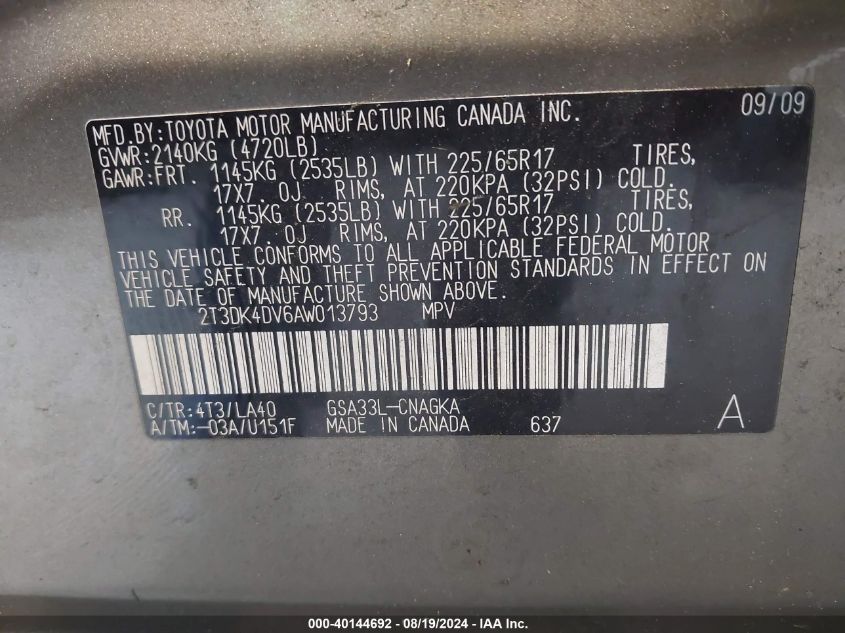 MFD.BY:TOYOTA MOTOR MANUFACTURING CANADA INC. 09/09
GVWR:2140KG (4720LB)
GAWR:FRT. 1145KG (2535LB) WITH 225/65R17 TIRES,
17X7.0J RIMS, AT 220KPA (32PSI) COLD.
RR. 1145KG (2535LB) WITH 225/65R17 TIRES,
17X7.0J RIMS, AT 220KPA (32PSI) COLD.
THIS VEHICLE CONFORMS TO ALL APPLICABLE FEDERAL MOTOR
VEHICLE SAFETY AND THEFT PREVENTION STANDARDS IN EFFECT ON
THE DATE OF MANUFACTURE SHOWN ABOVE.
2T3DK4DV6AW013793 MPV
C/TR:4T3/LA40 GSA33L-CNAGKA
A/TM:-03A/U151F MADE IN CANADA 637 A
000-40144692 - 08/19/2024 - IAA Inc.